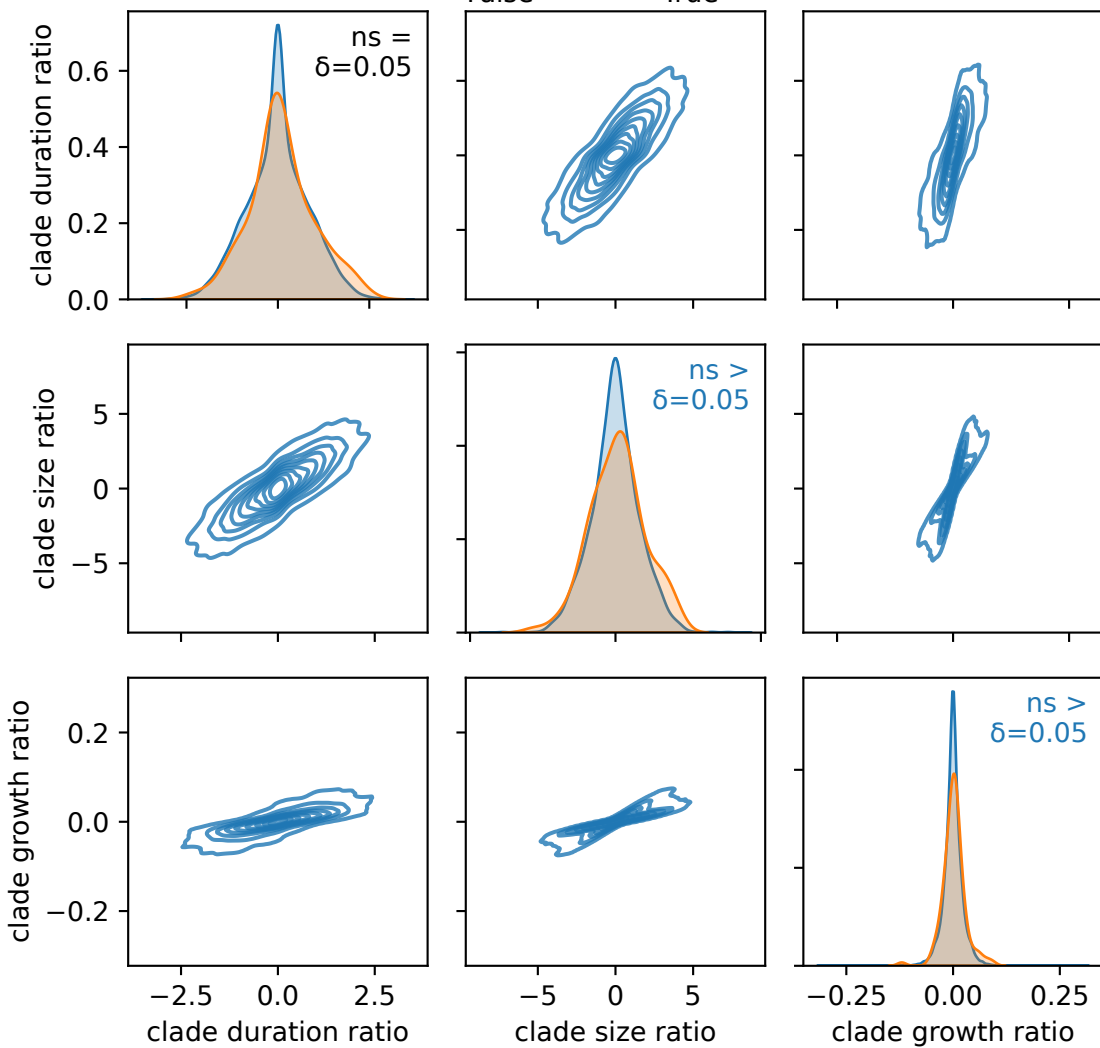 clade duration ratio
0.6
0.4
0.2
0.0
ns =
δ=0.05
clade size ratio
5
0
−5
ns >
δ=0.05
clade growth ratio
0.2
0.0
−0.2
ns >
δ=0.05
−2.5 0.0 2.5
−5 0 5
−0.25 0.00 0.25
clade duration ratio
clade size ratio
clade growth ratio